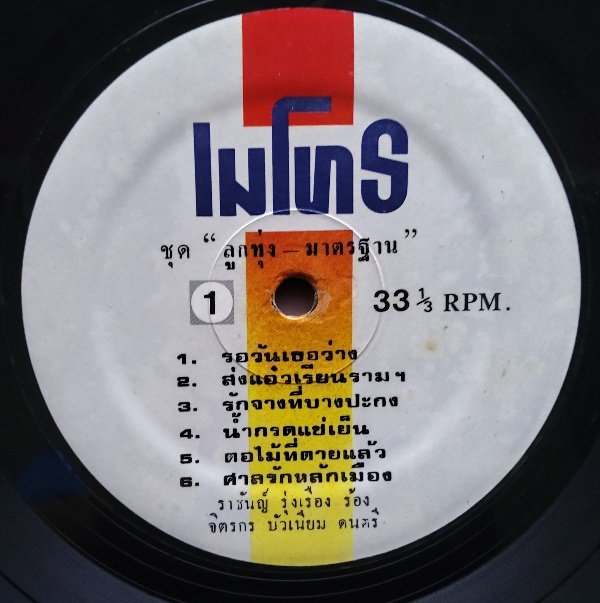 เมโทร
ชุด “ลูกทุ่ง – มาตรฐาน”
1 33 1/3 RPM.
1. รอวันเธอว่าง
2. ส่งแอ๋วเรียนรามฯ
3. รักจางที่บางปะกง
4. น้ำกรดแช่เย็น
5. ตอไม้ที่ตายแล้ว
6. ศาลรักหลักเมือง
ราชันญ์ รุ่งเรือง ร้อง
จิตรกร บัวเนียม ดนตรี